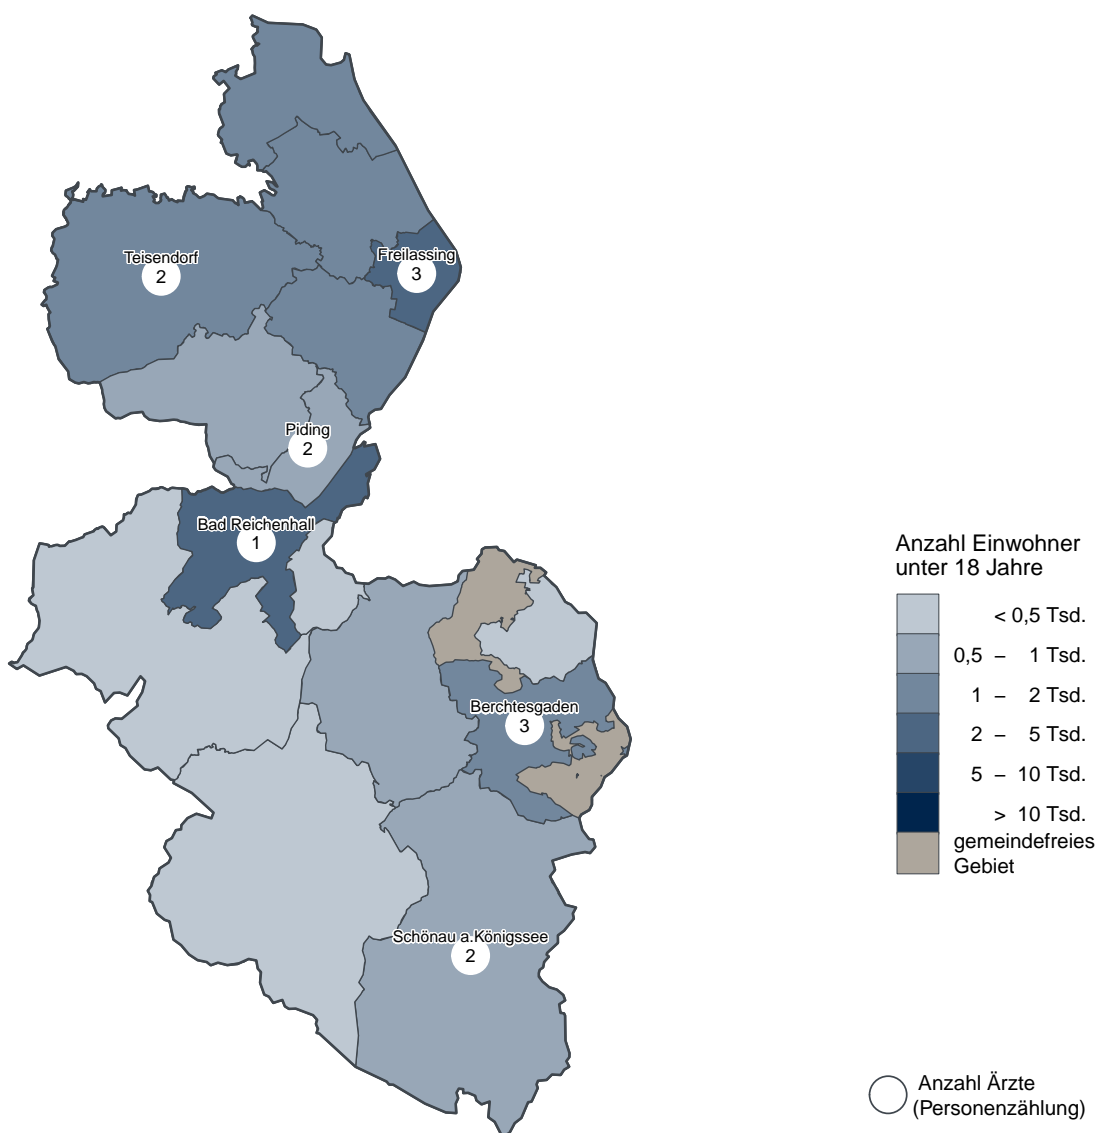 Teisendorf
2
Freilassing
3
Piding
2
Bad Reichenhall
1
Berchtesgaden
3
Schönau a.Königssee
2
Anzahl Einwohner
unter 18 Jahre
< 0,5 Tsd.
0,5 – 1 Tsd.
1 – 2 Tsd.
2 – 5 Tsd.
5 – 10 Tsd.
> 10 Tsd.
gemeindefreies
Gebiet
Anzahl Ärzte
(Personenzählung)